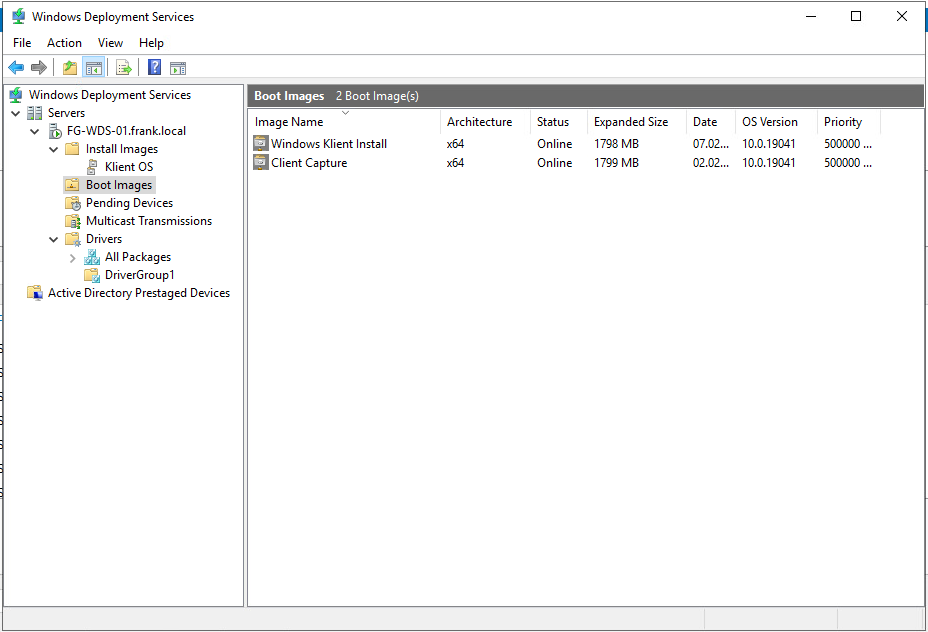 Windows Deployment Services
File Action View Help
Windows Deployment Services
Servers
FG-WDS-01.frank.local
Install Images
Klient OS
Boot Images
Pending Devices
Multicast Transmissions
Drivers
All Packages
DriverGroup1
Active Directory Prestaged Devices
Boot Images 2 Boot Image(s)
Image Name Architecture Status Expanded Size Date OS Version Priority
Windows Klient Install x64 Online 1798 MB 07.02... 10.0.19041 500000 ...
Client Capture x64 Online 1799 MB 02.02... 10.0.19041 500000 ...